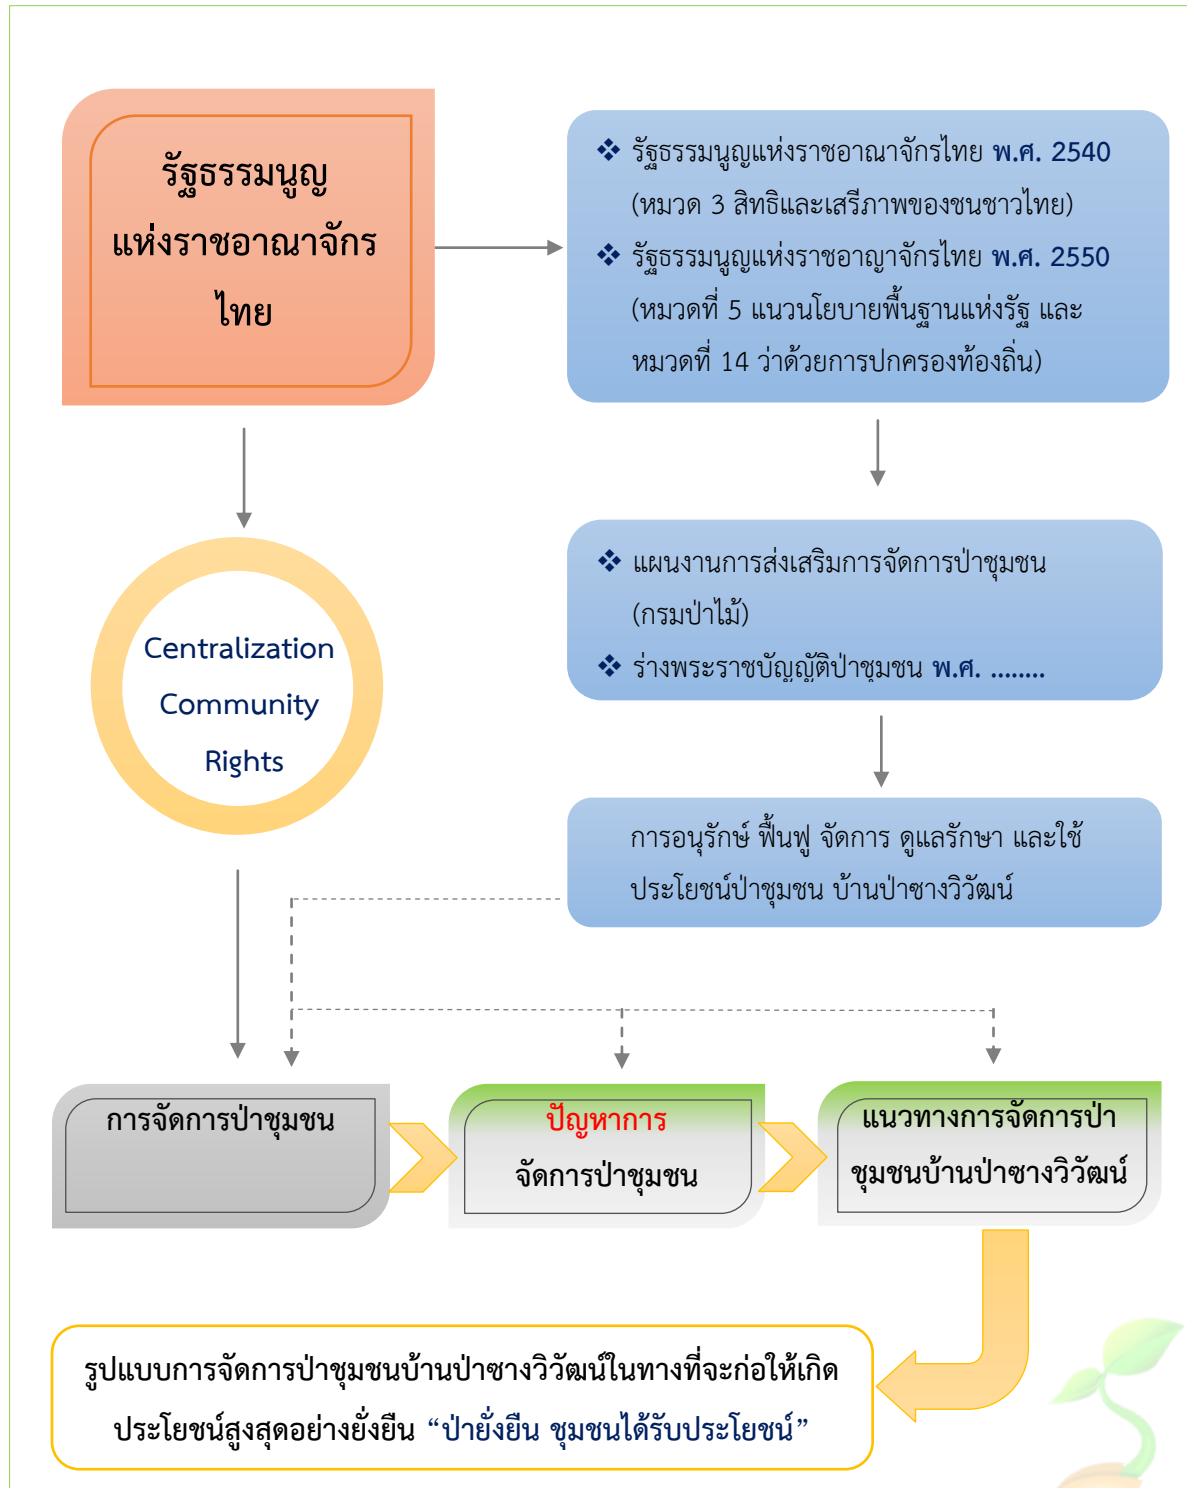 รัฐธรรมนูญ
แห่งราชอาณาจักร
ไทย
❖ รัฐธรรมนูญแห่งราชอาณาจักรไทย พ.ศ. 2540
(หมวด 3 สิทธิและเสรีภาพของชนชาวไทย)
❖ รัฐธรรมนูญแห่งราชอาญาจักรไทย พ.ศ. 2550
(หมวดที่ 5 แนวนโยบายพื้นฐานแห่งรัฐ และ
หมวดที่ 14 ว่าด้วยการปกครองท้องถิ่น)
Centralization
Community
Rights
❖ แผนงานการส่งเสริมการจัดการป่าชุมชน
(กรมป่าไม้)
❖ ร่างพระราชบัญญัติป่าชุมชน พ.ศ. ........
การอนุรักษ์ ฟื้นฟู จัดการ ดูแลรักษา และใช้
ประโยชน์ป่าชุมชน บ้านป่าซางวิวัฒน์
การจัดการป่าชุมชน
ปัญหาการ
จัดการป่าชุมชน
แนวทางการจัดการป่า
ชุมชนบ้านป่าซางวิวัฒน์
รูปแบบการจัดการป่าชุมชนบ้านป่าซางวิวัฒน์ในทางที่จะก่อให้เกิด
ประโยชน์สูงสุดอย่างยั่งยืน “ป่ายั่งยืน ชุมชนได้รับประโยชน์”